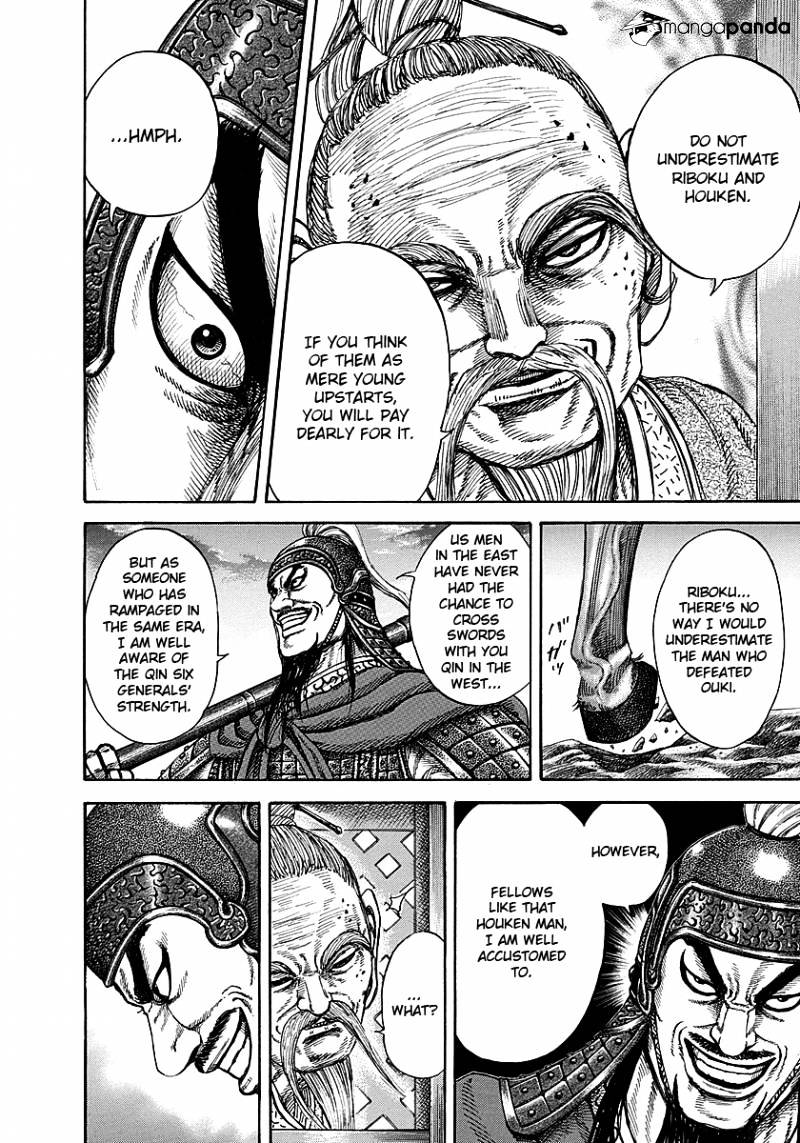 mangapanda
DO NOT
UNDERESTIMATE
RIBOKU AND
HOUKEN.
IF YOU THINK
OF THEM AS
MERE YOUNG
UPSTARTS,
YOU WILL PAY
DEARLY FOR IT.
...HMPH.
RIBOKU...
THERE'S NO
WAY I WOULD
UNDERESTIMATE
THE MAN WHO
DEFEATED
OUKI.
バガッ
US MEN
IN THE EAST
HAVE NEVER
HAD THE
CHANCE TO
CROSS
SWORDS
WITH YOU
QIN IN THE
WEST...
BUT AS
SOMEONE
WHO HAS
RAMPAGED IN
THE SAME ERA,
I AM WELL
AWARE OF
THE QIN SIX
GENERALS'
STRENGTH.
HOWEVER,
FELLOWS
LIKE THAT
HOUKEN MAN,
I AM WELL
ACCUSTOMED
TO.
...
WHAT?